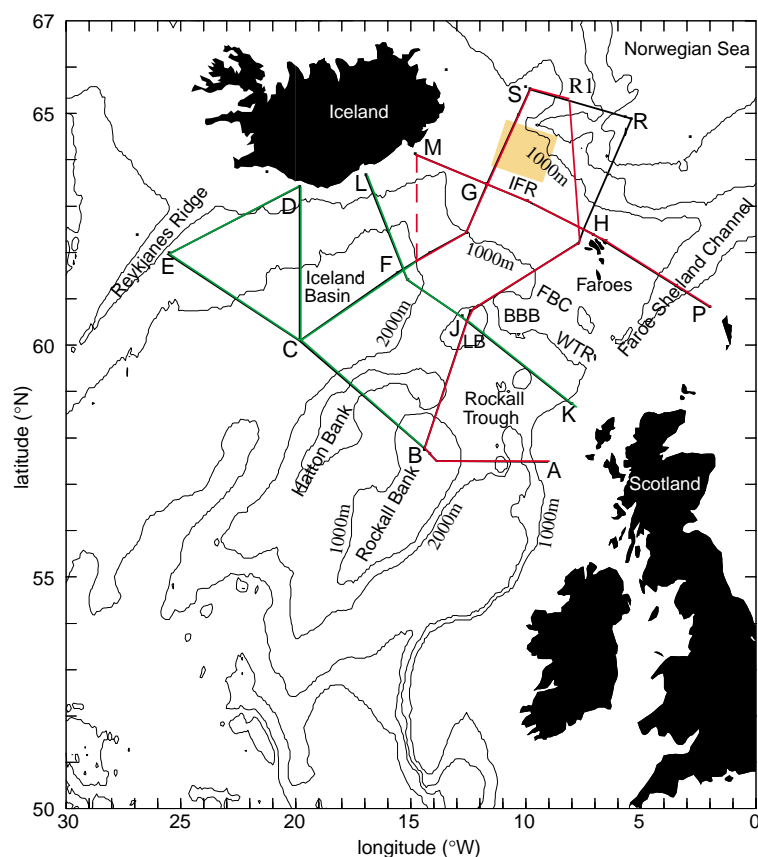 67
Norwegian Sea
S
R1
Iceland
65
R
M
1000m
L
IFR
G
D
H
1000m
Reykjanes Ridge
E
F
Iceland
Basin
Faroes
Faroe-Shetland Channel
FBC
P
2000m
J
BBB
LB
WTR
60
C
Rockall
Trough
K
Hatton Bank
B
A
Scotland
1000m
Rockall Bank
2000m
1000m
55
50
latitude (°N)
30
25
20
15
10
5
0
longitude (°W)